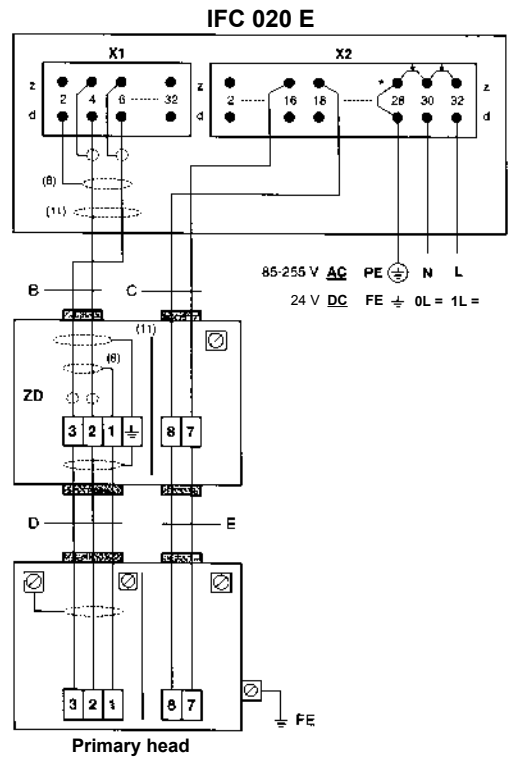 IFC 020 E
X1 X2
z z z
2 4 6 32 2 16 18 * 28 30 32
d d d
(8)
(11)
85-255 V AC PE N L
24 V DC FE 0L = 1L =
B C
(11)
(8)
ZD
3 2 1 8 7
D E
3 2 1 8 7
FE
Primary head